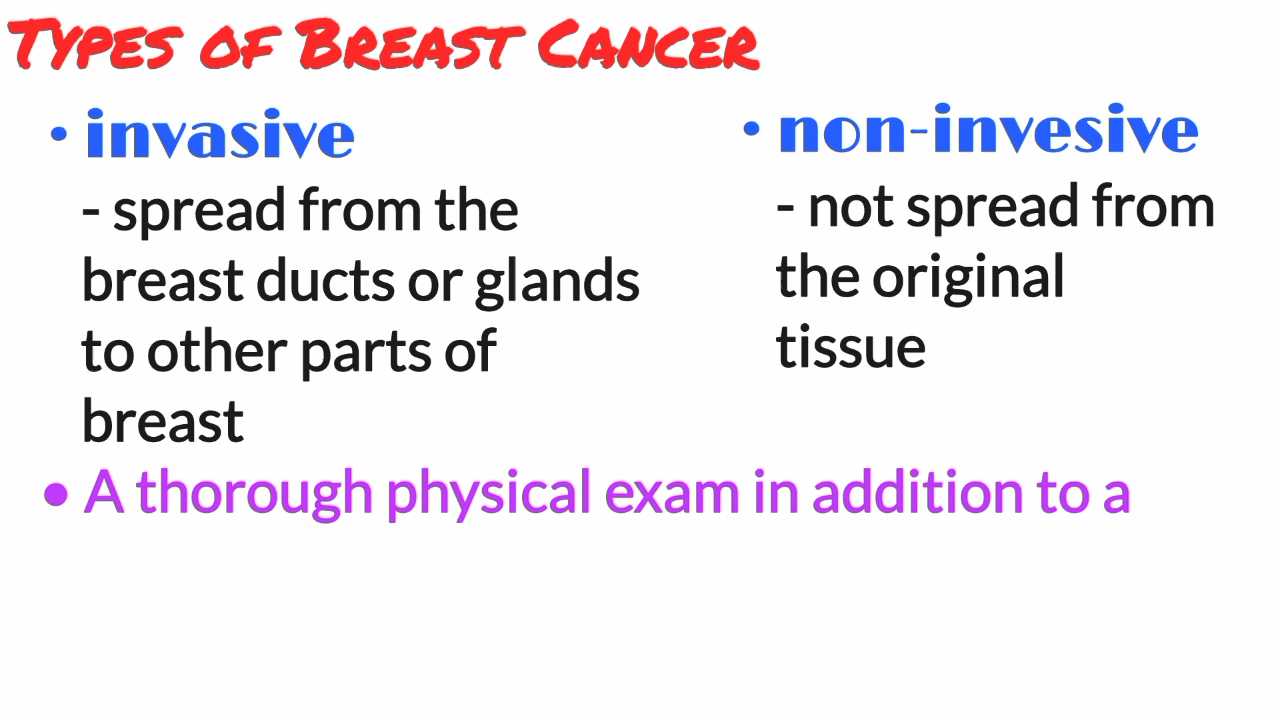 Types of Breast Cancer
• invasive
- spread from the
breast ducts or glands
to other parts of
breast
• non-invesive
- not spread from
the original
tissue
• A thorough physical exam in addition to a